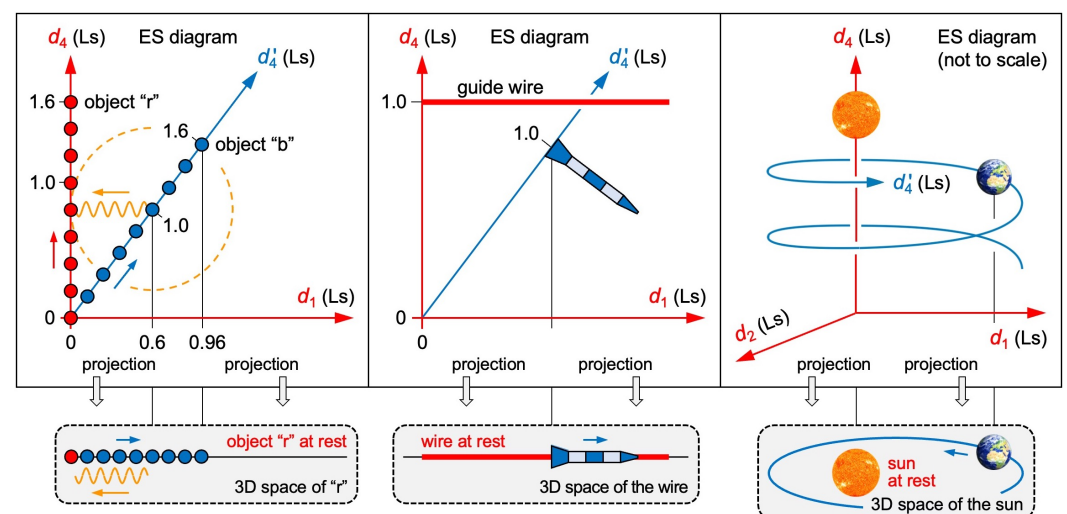 d4 (Ls)
ES diagram
d'4 (Ls)
1.6
object “r”
1.6
object “b”
1.0
1.0
d1 (Ls)
0
0
0.6
0.96
projection
projection
object “r” at rest
3D space of “r”
d4 (Ls)
ES diagram
d'4 (Ls)
guide wire
1.0
1.0
d1 (Ls)
0
0
projection
projection
wire at rest
3D space of the wire
d4 (Ls)
ES diagram
(not to scale)
d'4 (Ls)
d2 (Ls)
d1 (Ls)
projection
projection
sun
at rest
3D space of the sun